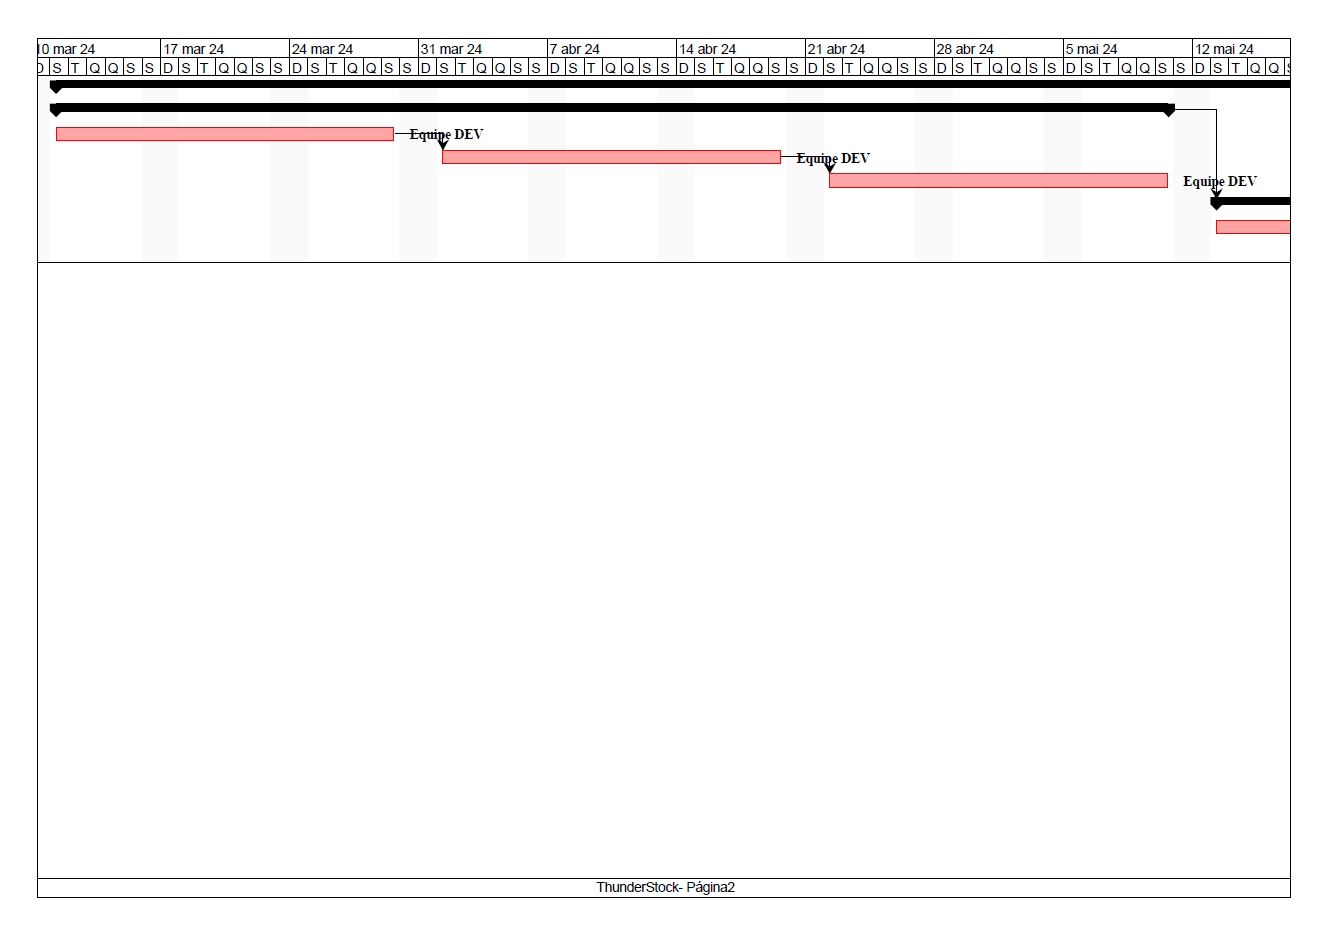 10 mar 24 17 mar 24 24 mar 24 31 mar 24 7 abr 24 14 abr 24 21 abr 24 28 abr 24 5 mai 24 12 mai 24
D S T Q Q S S D S T Q Q S S D S T Q Q S S D S T Q Q S S D S T Q Q S S D S T Q Q S S D S T Q Q S S D S T Q Q S S D S T Q Q S S D S T Q Q S
Equipe DEV
Equipe DEV
Equipe DEV
ThunderStock- Página2